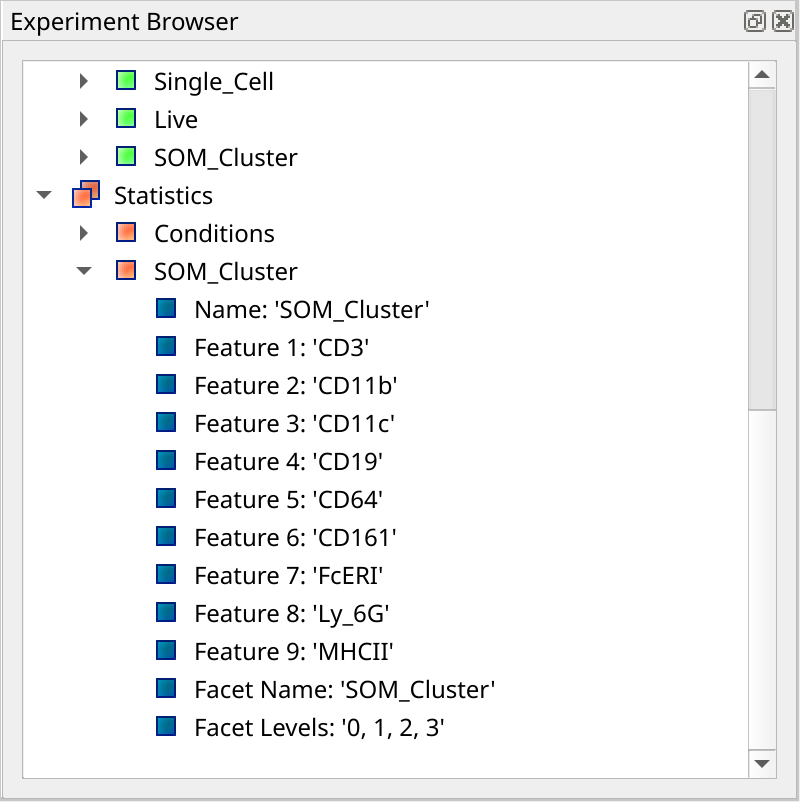 Experiment Browser
Single_Cell
Live
SOM_Cluster
Statistics
Conditions
SOM_Cluster
Name: 'SOM_Cluster'
Feature 1: 'CD3'
Feature 2: 'CD11b'
Feature 3: 'CD11c'
Feature 4: 'CD19'
Feature 5: 'CD64'
Feature 6: 'CD161'
Feature 7: 'FcERI'
Feature 8: 'Ly_6G'
Feature 9: 'MHCII'
Facet Name: 'SOM_Cluster'
Facet Levels: '0, 1, 2, 3'